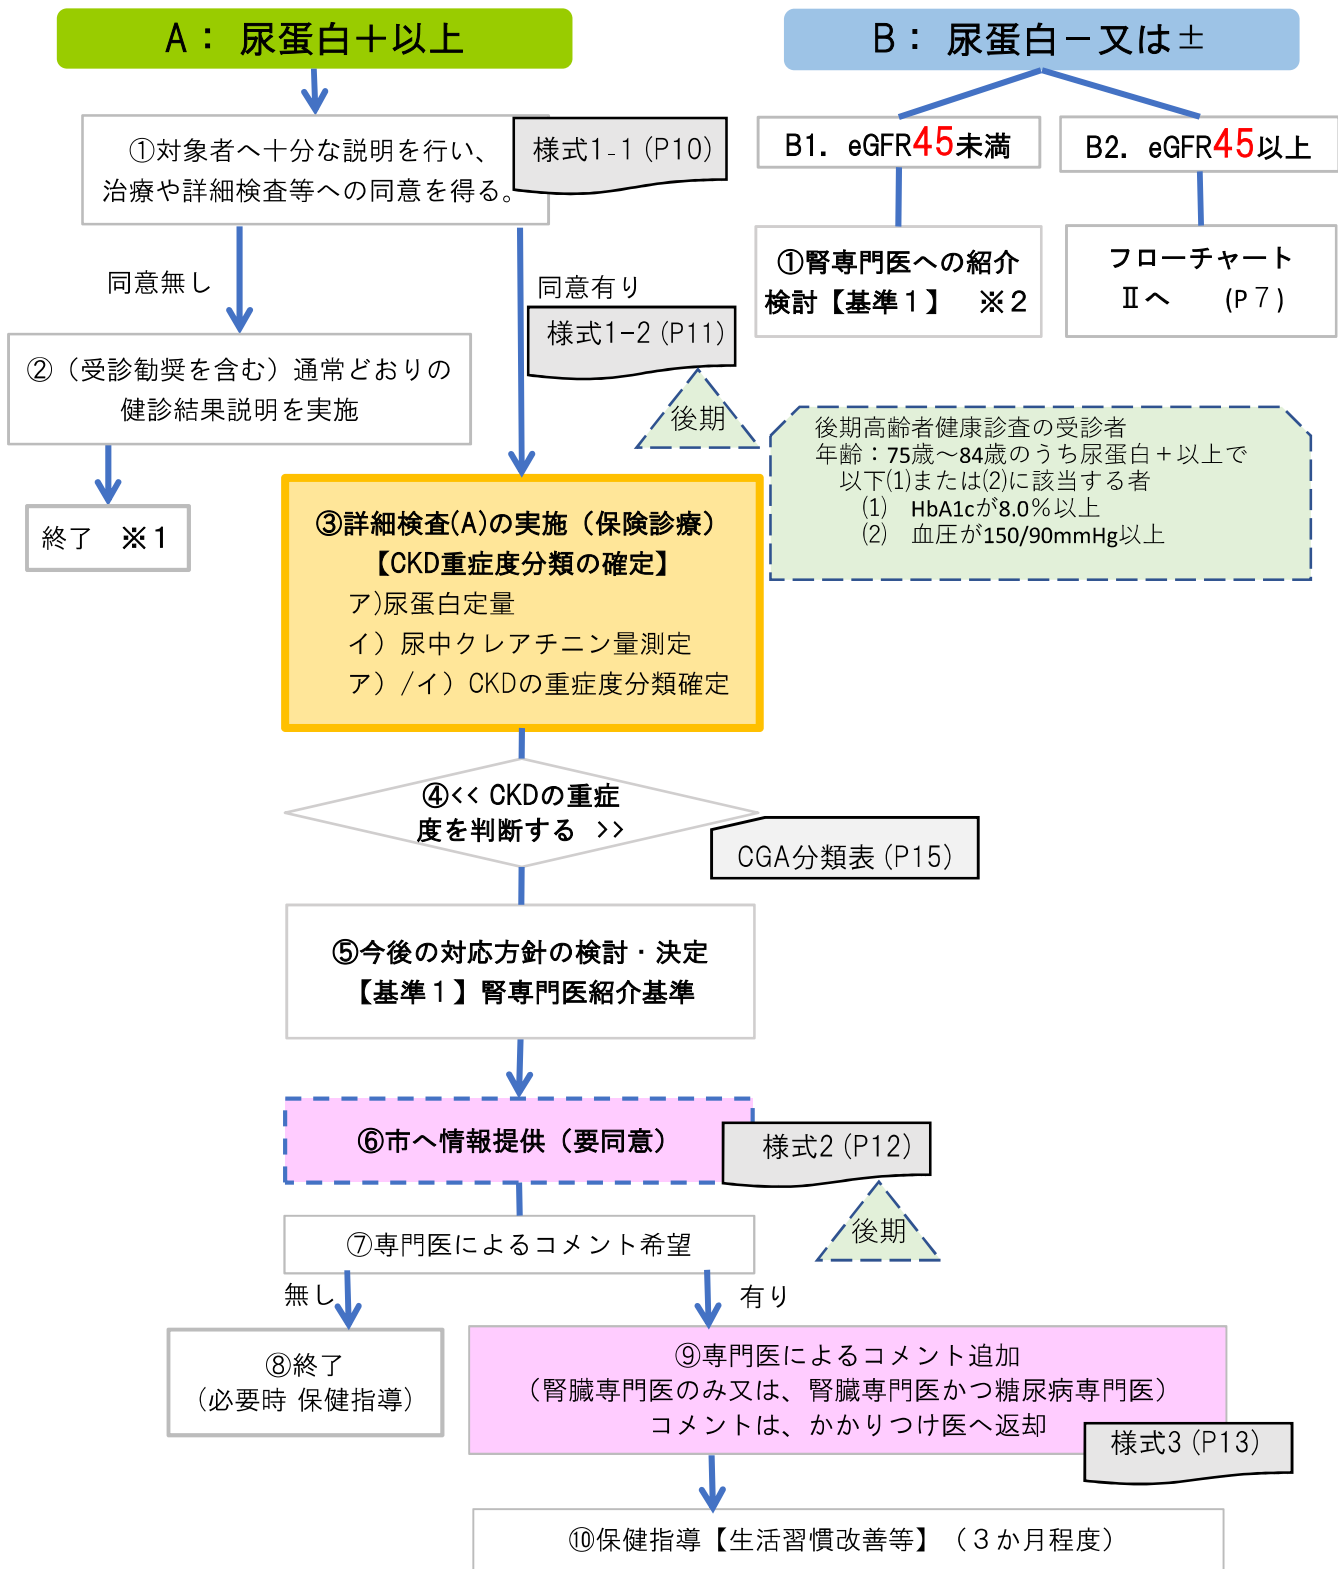 A： 尿蛋白＋以上
①対象者へ十分な説明を行い、
治療や詳細検査等への同意を得る。
様式1-1(P10)
同意無し
同意有り
様式1-2(P11)
後期
②（受診勧奨を含む）通常どおりの
健診結果説明を実施
終了　※1
③詳細検査(A)の実施（保険診療）
【CKD重症度分類の確定】
ア)尿蛋白定量
イ）尿中クレアチニン量測定
ア）/イ）CKDの重症度分類確定
④<< CKDの重症
度を判断する >>
CGA分類表(P15)
⑤今後の対応方針の検討・決定
【基準１】腎専門医紹介基準
⑥市へ情報提供（要同意）
様式2(P12)
後期
⑦専門医によるコメント希望
無し
有り
⑧終了
（必要時 保健指導）
⑨専門医によるコメント追加
（腎臓専門医のみ又は、腎臓専門医かつ糖尿病専門医）
コメントは、かかりつけ医へ返却
様式3(P13)
⑩保健指導【生活習慣改善等】（３か月程度）
B： 尿蛋白－又は±
B1. eGFR45未満
B2. eGFR45以上
①腎専門医への紹介
検討【基準１】　※２
フローチャート
Ⅱへ　　(P７)
後期高齢者健康診査の受診者
年齢：75歳～84歳のうち尿蛋白＋以上で
以下⑴または⑵に該当する者
⑴　HbA1cが8.0％以上
⑵　血圧が150/90mmHg以上